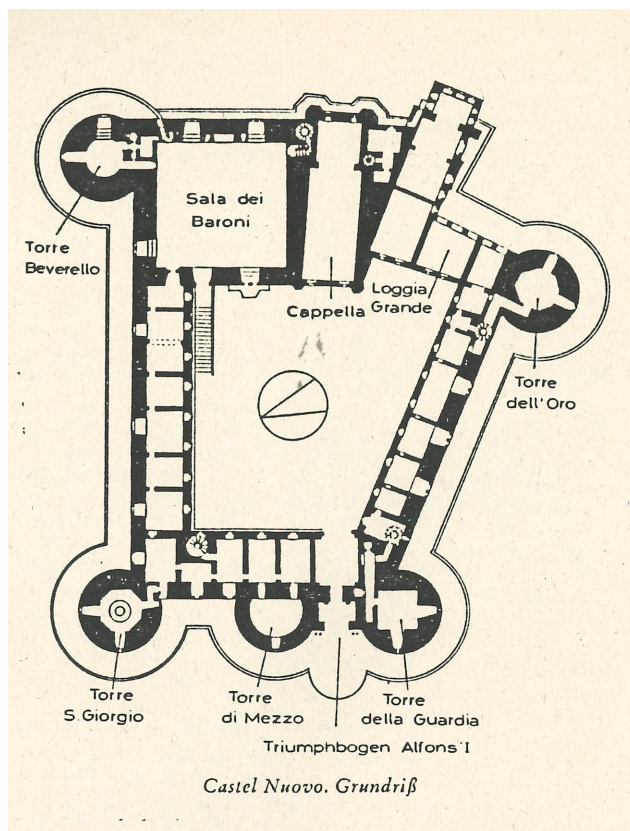 Sala dei
Baroni
Torre
Beverello
Cappella
Loggia
Grande
Torre
dell'Oro
Torre
S.Giorgio
Torre
di Mezzo
Torre
della Guardia
Triumphbogen Alfons' I
Castel Nuovo. Grundriß